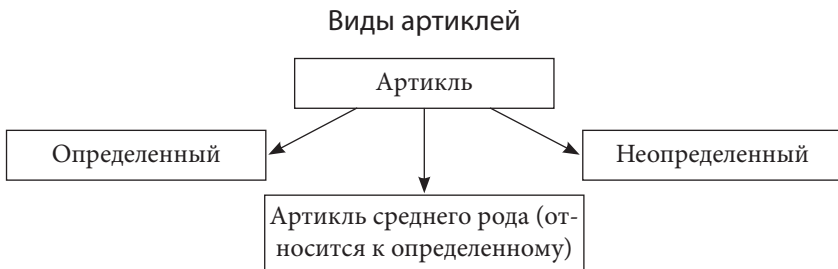 Виды артиклей
Артикль
Определенный
Неопределенный
Артикль среднего рода (от-
носится к определенному)